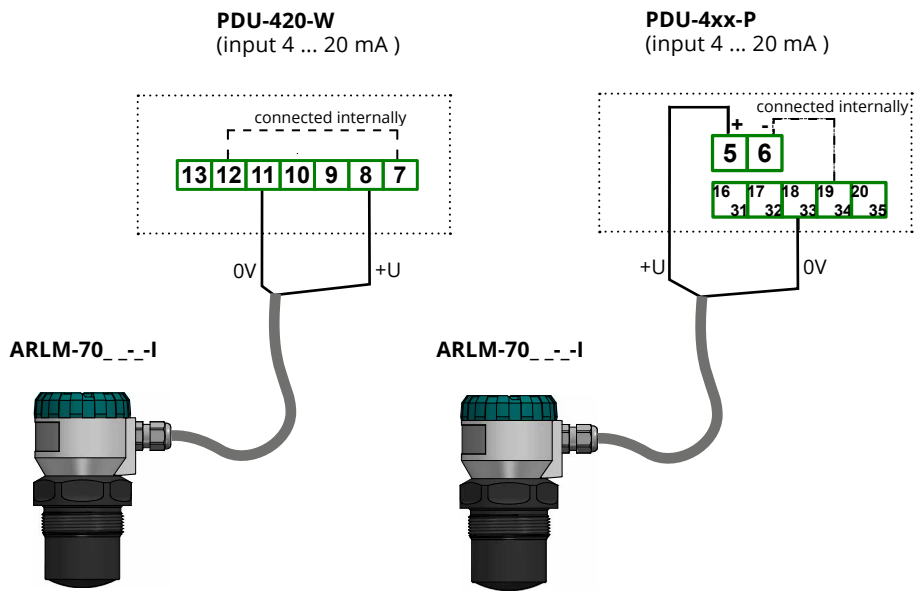 PDU-420-W
(input 4 ... 20 mA )
connected internally
13 12 11 10 9 8 7
0V
+U
ARLM-70_ _-_-I
PDU-4xx-P
(input 4 ... 20 mA )
connected internally
+ -
5 6
16 17 18 19 20
31 32 33 34 35
+U
0V
ARLM-70_ _-_-I